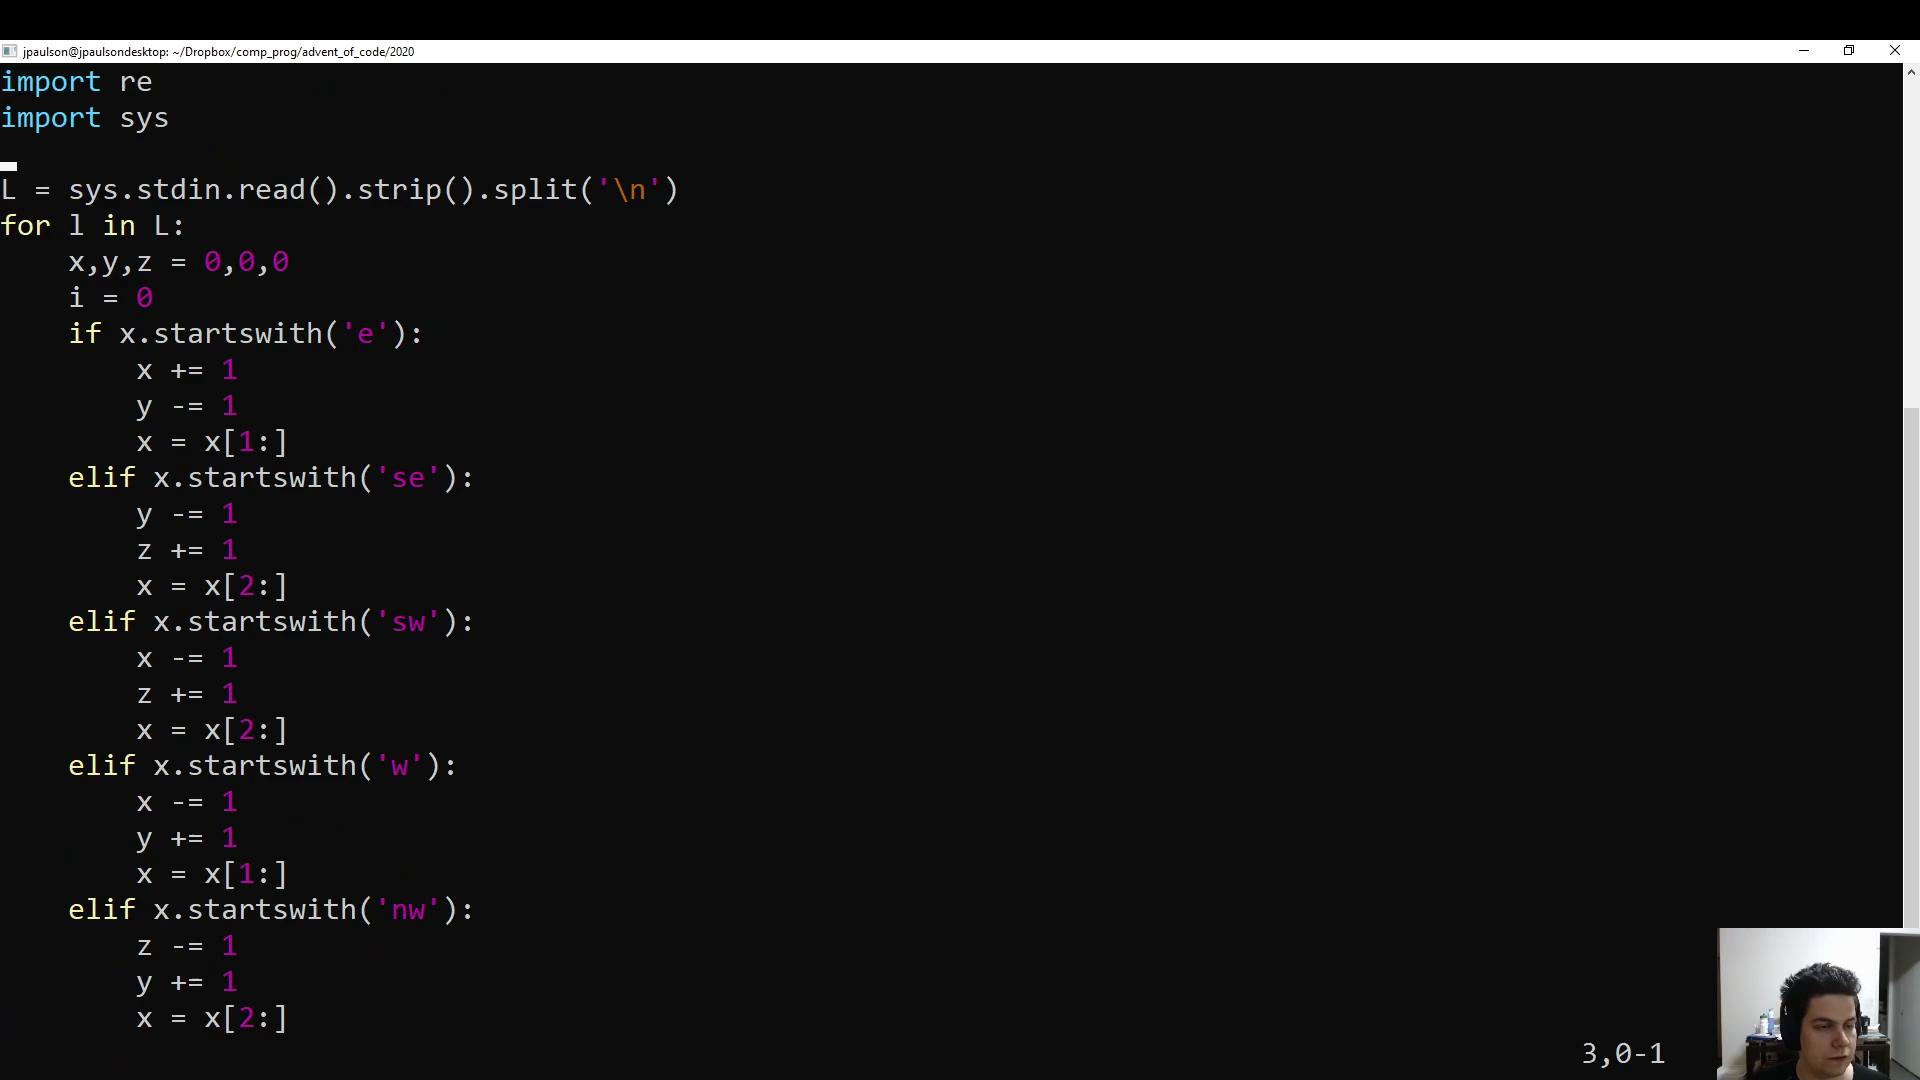 jpaulson@jpaulsondesktop: ~/Dropbox/comp_prog/advent_of_code/2020
import re
import sys
L = sys.stdin.read().strip().split('\n')
for l in L:
    x,y,z = 0,0,0
    i = 0
    if x.startswith('e'):
        x += 1
        y -= 1
        x = x[1:]
    elif x.startswith('se'):
        y -= 1
        z += 1
        x = x[2:]
    elif x.startswith('sw'):
        x -= 1
        z += 1
        x = x[2:]
    elif x.startswith('w'):
        x -= 1
        y += 1
        x = x[1:]
    elif x.startswith('nw'):
        z -= 1
        y += 1
        x = x[2:]
3,0-1